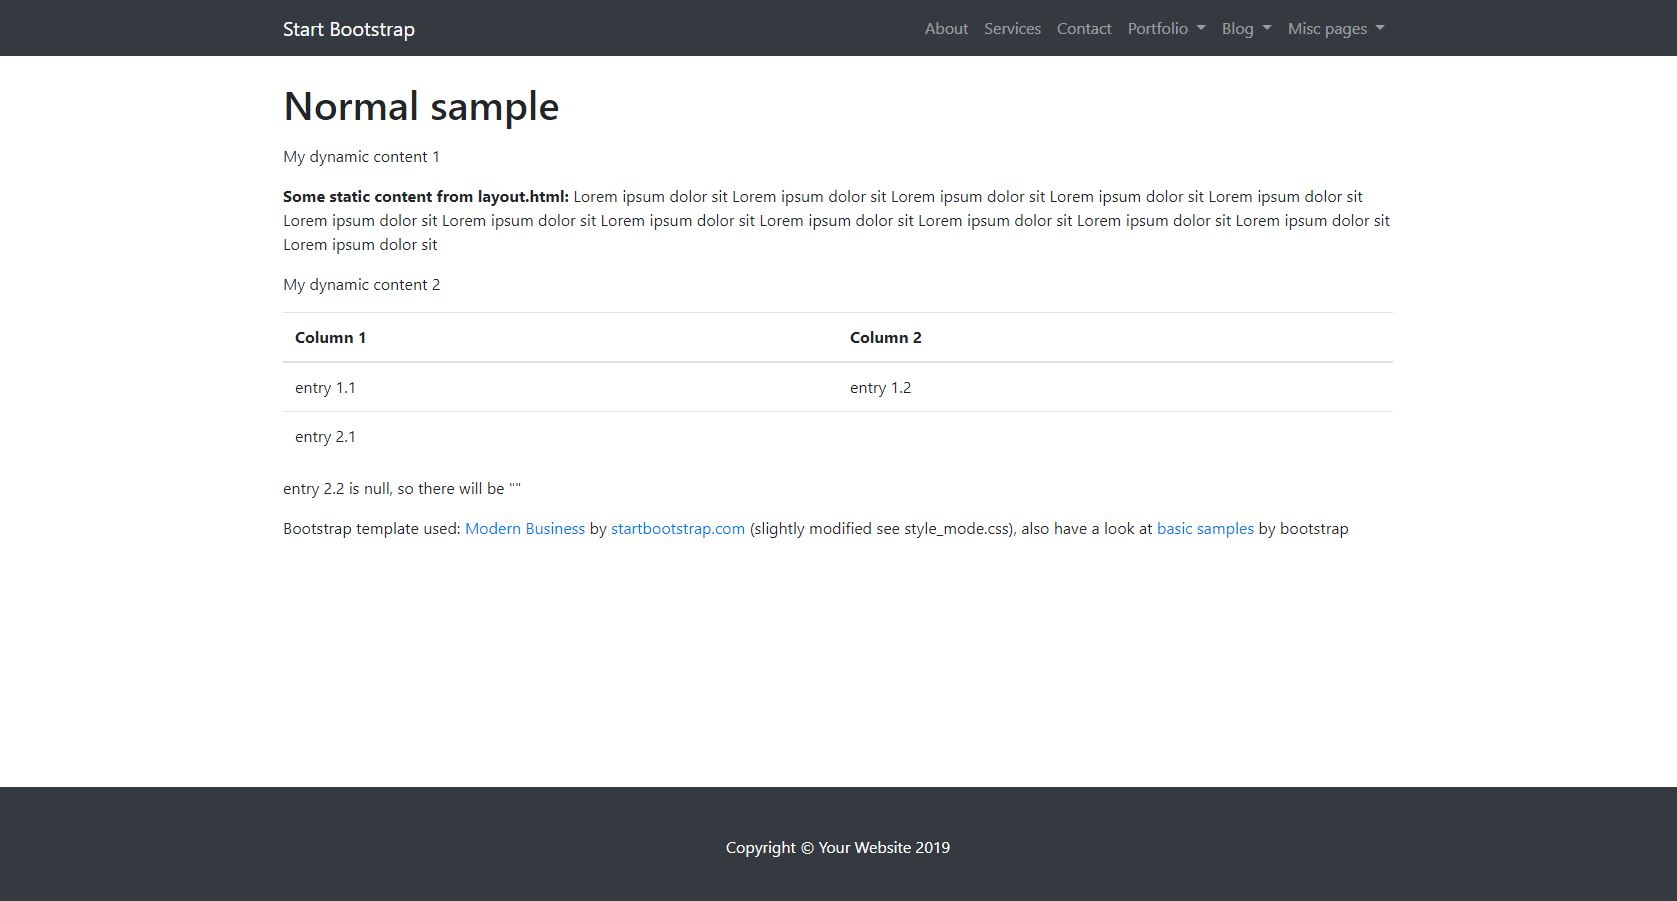 Start Bootstrap About Services Contact Portfolio Blog Misc pages
Normal sample
My dynamic content 1
Some static content from layout.html: Lorem ipsum dolor sit Lorem ipsum dolor sit Lorem ipsum dolor sit Lorem ipsum dolor sit Lorem ipsum dolor sit
Lorem ipsum dolor sit Lorem ipsum dolor sit Lorem ipsum dolor sit Lorem ipsum dolor sit Lorem ipsum dolor sit Lorem ipsum dolor sit Lorem ipsum dolor sit
Lorem ipsum dolor sit
My dynamic content 2
Column 1 Column 2
entry 1.1 entry 1.2
entry 2.1
entry 2.2 is null, so there will be ""
Bootstrap template used: Modern Business by startbootstrap.com (slightly modified see style_mode.css), also have a look at basic samples by bootstrap
Copyright © Your Website 2019